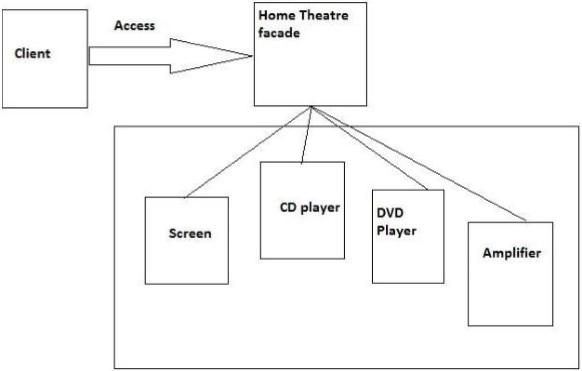 Client
Access
Home Theatre
facade
Screen
CD player
DVD
Player
Amplifier